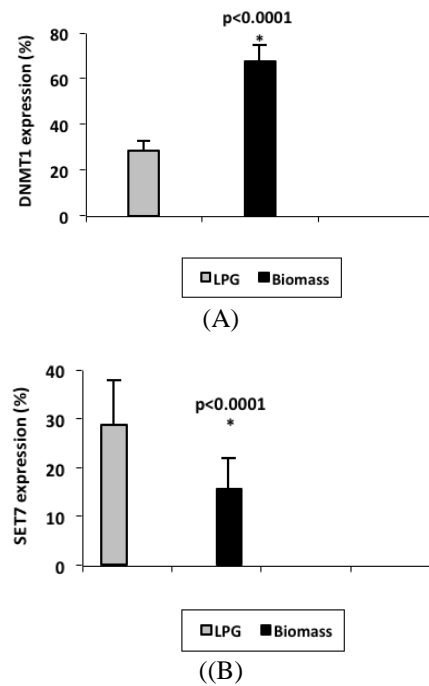 p<0.0001
*
80
60
40
20
0
DNMT1 expression (%)
LPG Biomass
(A)
40
30
20
10
0
SET7 expression (%)
p<0.0001
*
LPG Biomass
((B)